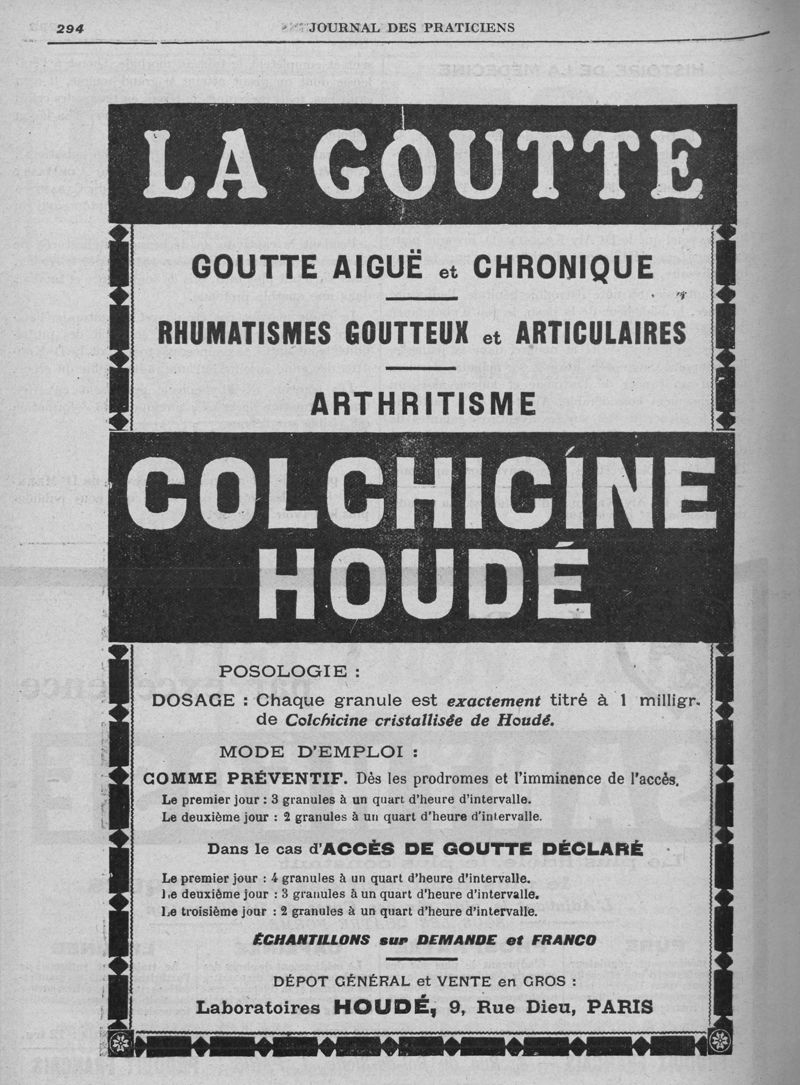 294
JOURNAL DES PRATICIENS
LA GOUTTE
GOUTTE AIGUË et CHRONIQUE
RHUMATISMES GOUTTEUX et ARTICULAIRES
ARTHRITISME
COLCHICINE
HOUDÉ
POSOLOGIE :
DOSAGE : Chaque granule est exactement titré à 1 milligr.
de Colchicine cristallisée de Houdé.
MODE D'EMPLOI :
COMME PRÉVENTIF. Dès les prodromes et l'imminence de l'accès.
Le premier jour : 3 granules à un quart d'heure d'intervalle.
Le deuxième jour : 2 granules à un quart d'heure d'intervalle.
Dans le cas d'ACCÈS DE GOUTTE DÉCLARÉ
Le premier jour : 4 granules à un quart d'heure d'intervalle.
Le deuxième jour : 3 granules à un quart d'heure d'intervalle.
Le troisième jour : 2 granules à un quart d'heure d'intervalle.
ÉCHANTILLONS sur DEMANDE et FRANCO
DÉPOT GÉNÉRAL et VENTE en GROS :
Laboratoires HOUDÉ, 9, Rue Dieu, PARIS